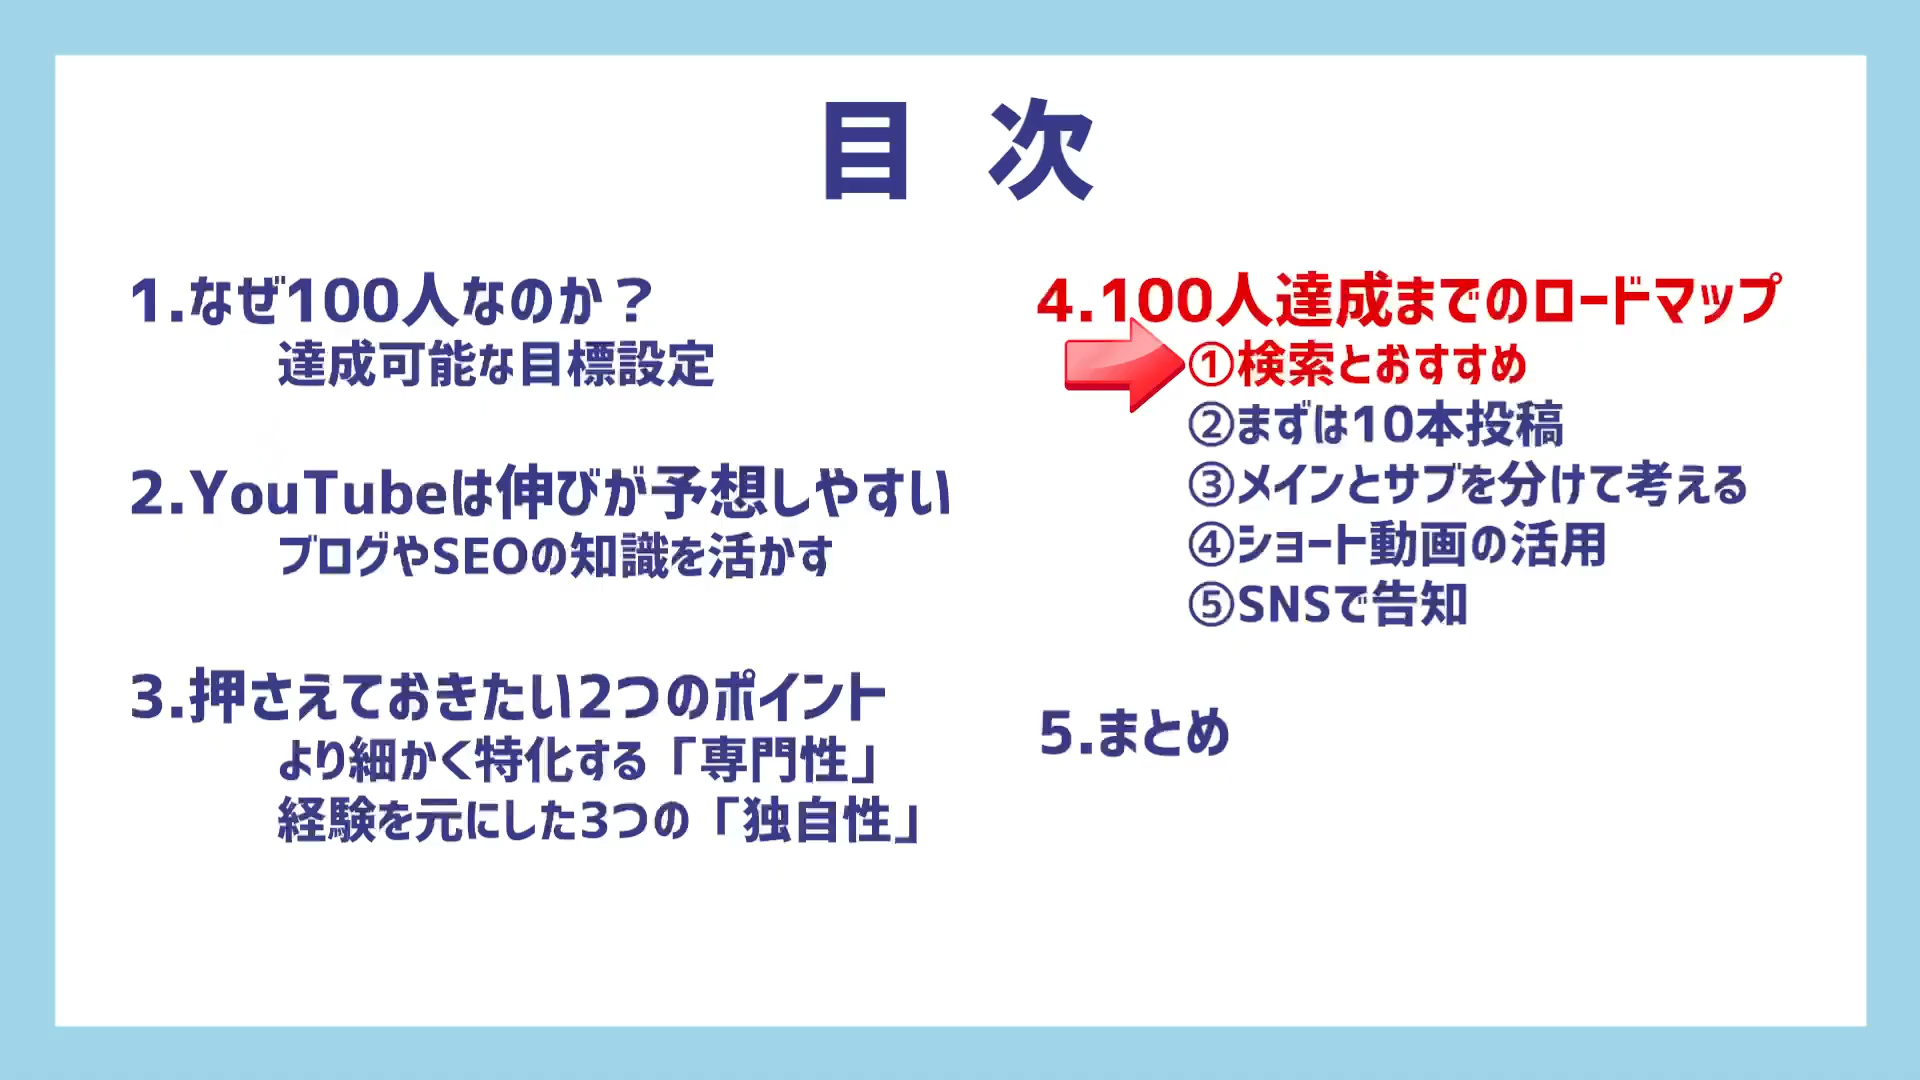 目 次
1.なぜ100人なのか？
達成可能な目標設定
2.YouTubeは伸びが予想しやすい
ブログやSEOの知識を活かす
3.押さえておきたい2つのポイント
より細かく特化する「専門性」
経験を元にした3つの「独自性」
4.100人達成までのロードマップ
①検索とおすすめ
②まずは10本投稿
③メインとサブを分けて考える
④ショート動画の活用
⑤SNSで告知
5.まとめ